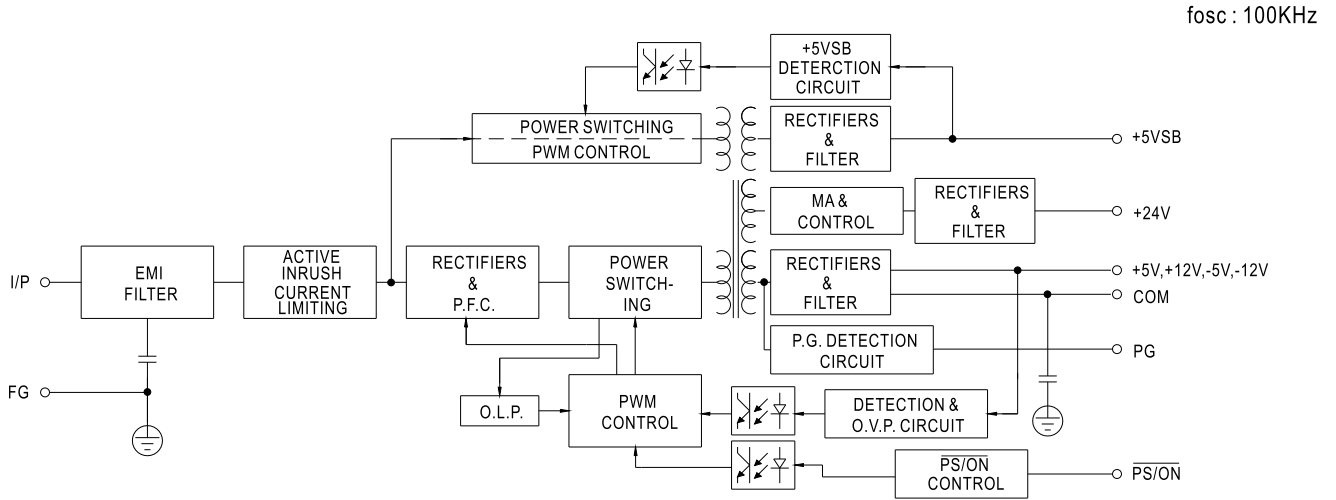 fosc : 100KHz
+5VSB
DETERCTION
CIRCUIT
POWER SWITCHING
PWM CONTROL
RECTIFIERS
&
FILTER
+5VSB
MA &
CONTROL
RECTIFIERS
&
FILTER
+24V
I/P
EMI
FILTER
ACTIVE
INRUSH
CURRENT
LIMITING
RECTIFIERS
&
P.F.C.
POWER
SWITCH-
ING
RECTIFIERS
&
FILTER
+5V,+12V,-5V,-12V
COM
P.G. DETECTION
CIRCUIT
PG
FG
O.L.P.
PWM
CONTROL
DETECTION &
O.V.P. CIRCUIT
PS/ON
CONTROL
PS/ON